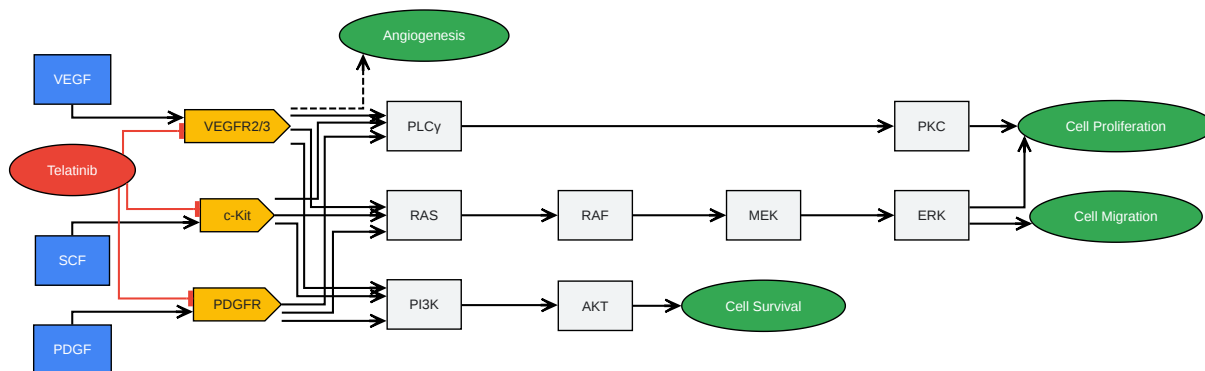 Angiogenesis
VEGF
VEGFR2/3
PLCγ
PKC
Cell Proliferation
Telatinib
c-Kit
RAS
RAF
MEK
ERK
Cell Migration
SCF
PDGFR
PI3K
AKT
Cell Survival
PDGF